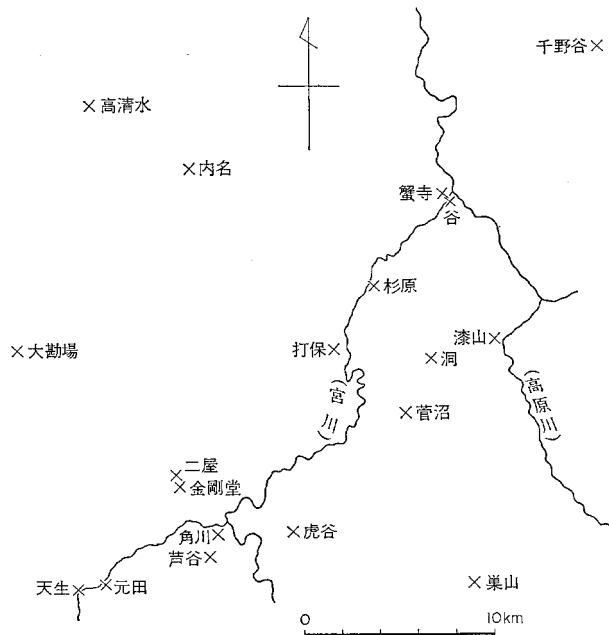 千野谷
高清水
内名
蟹寺
谷
杉原
漆山
大勘場
打保
洞
(高原川)
(宮川)
菅沼
二屋
金剛堂
角川
虎谷
芦谷
天生
元田
巣山
0
10km